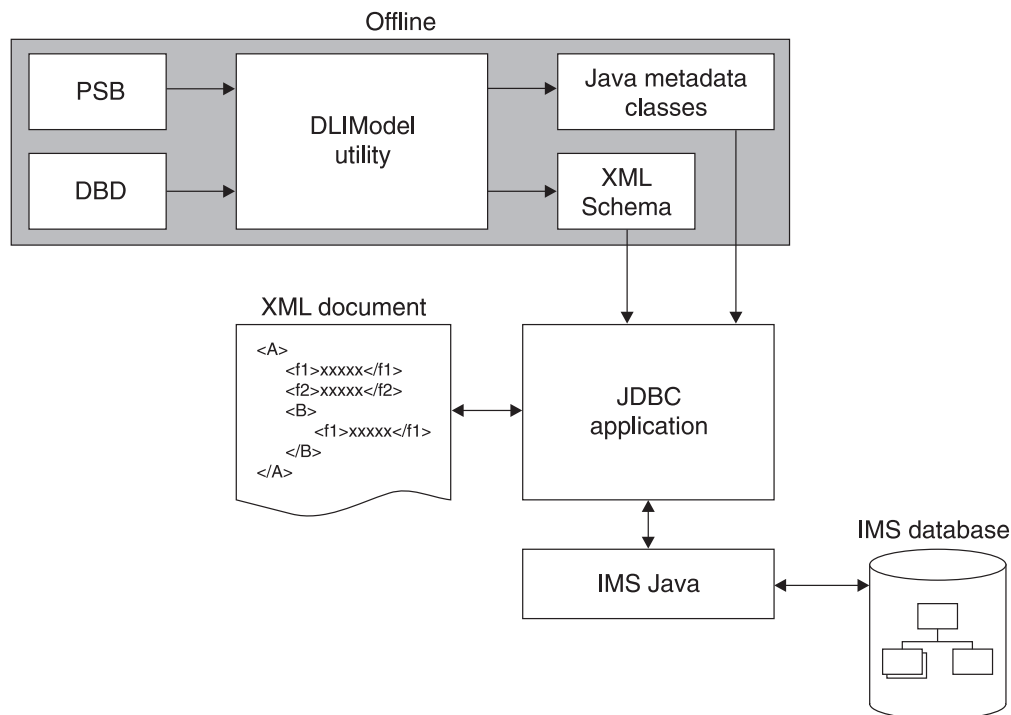 Offline
PSB
DLIModel
utility
Java metadata
classes
DBD
XML
Schema
XML document
<A>
<f1>xxxxx</f1>
<f2>xxxxx</f2>
<B>
<f1>xxxxx</f1>
</B>
</A>
JDBC
application
IMS Java
IMS database